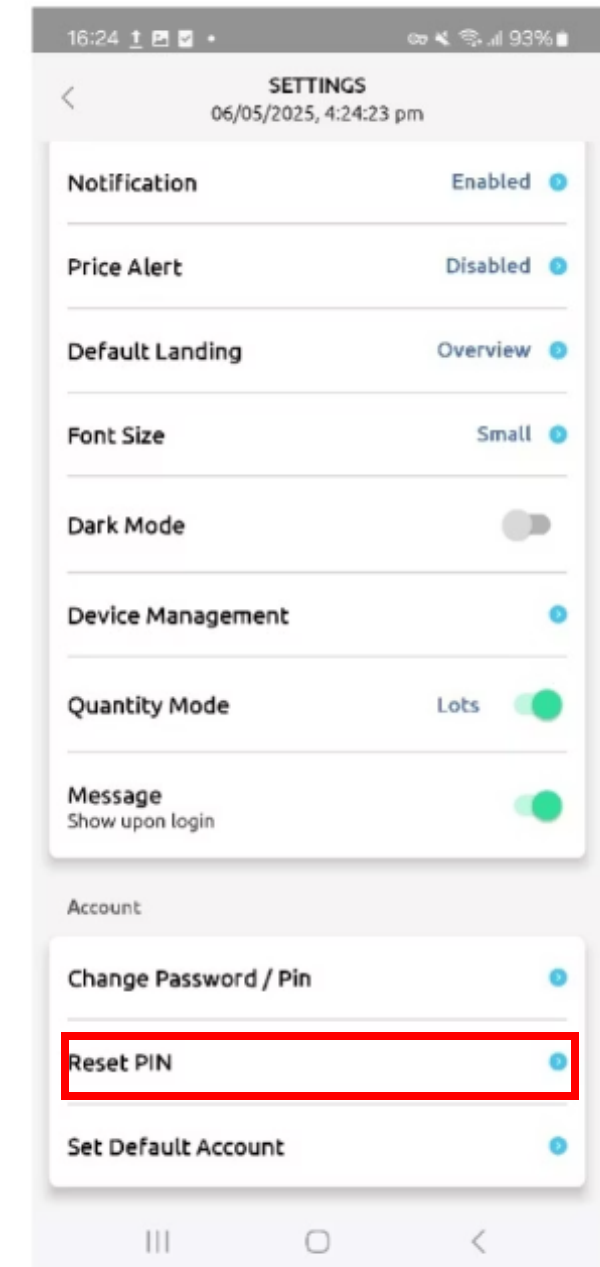 16:24
93%
SETTINGS
06/05/2025, 4:24:23 pm
Notification Enabled
Price Alert Disabled
Default Landing Overview
Font Size Small
Dark Mode
Device Management
Quantity Mode Lots
Message
Show upon login
Account
Change Password / Pin
Reset PIN
Set Default Account